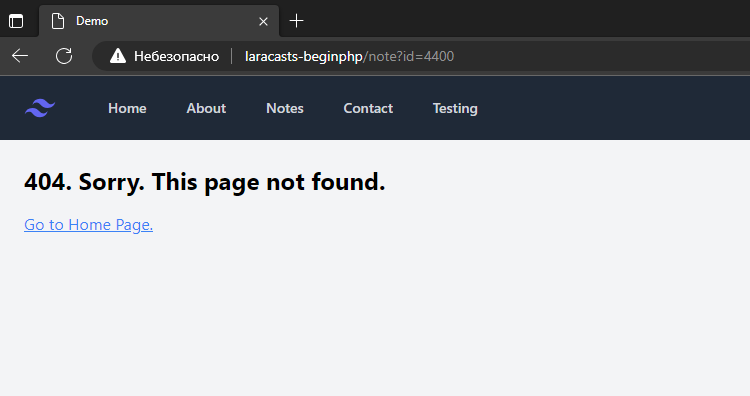 Demo
Небезопасно laracasts-beginphp/note?id=4400
Home About Notes Contact Testing
404. Sorry. This page not found.
Go to Home Page.